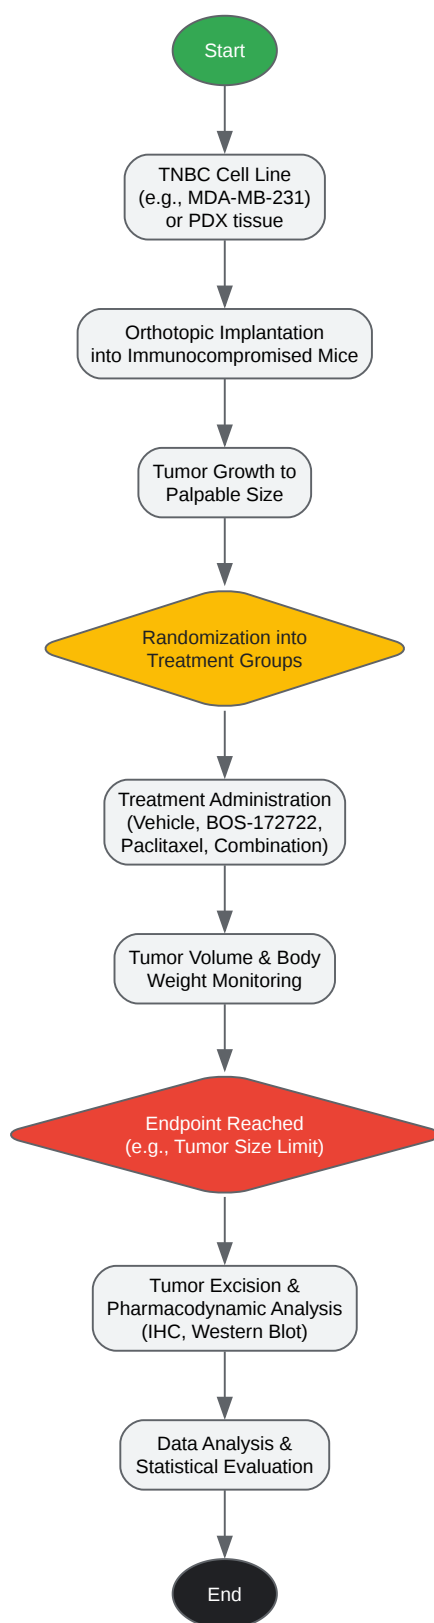 Start
TNBC Cell Line
(e.g., MDA-MB-231)
or PDX tissue
Orthotopic Implantation
into Immunocompromised Mice
Tumor Growth to
Palpable Size
Randomization into
Treatment Groups
Treatment Administration
(Vehicle, BOS-172722,
Paclitaxel, Combination)
Tumor Volume & Body
Weight Monitoring
Endpoint Reached
(e.g., Tumor Size Limit)
Tumor Excision &
Pharmacodynamic Analysis
(IHC, Western Blot)
Data Analysis &
Statistical Evaluation
End